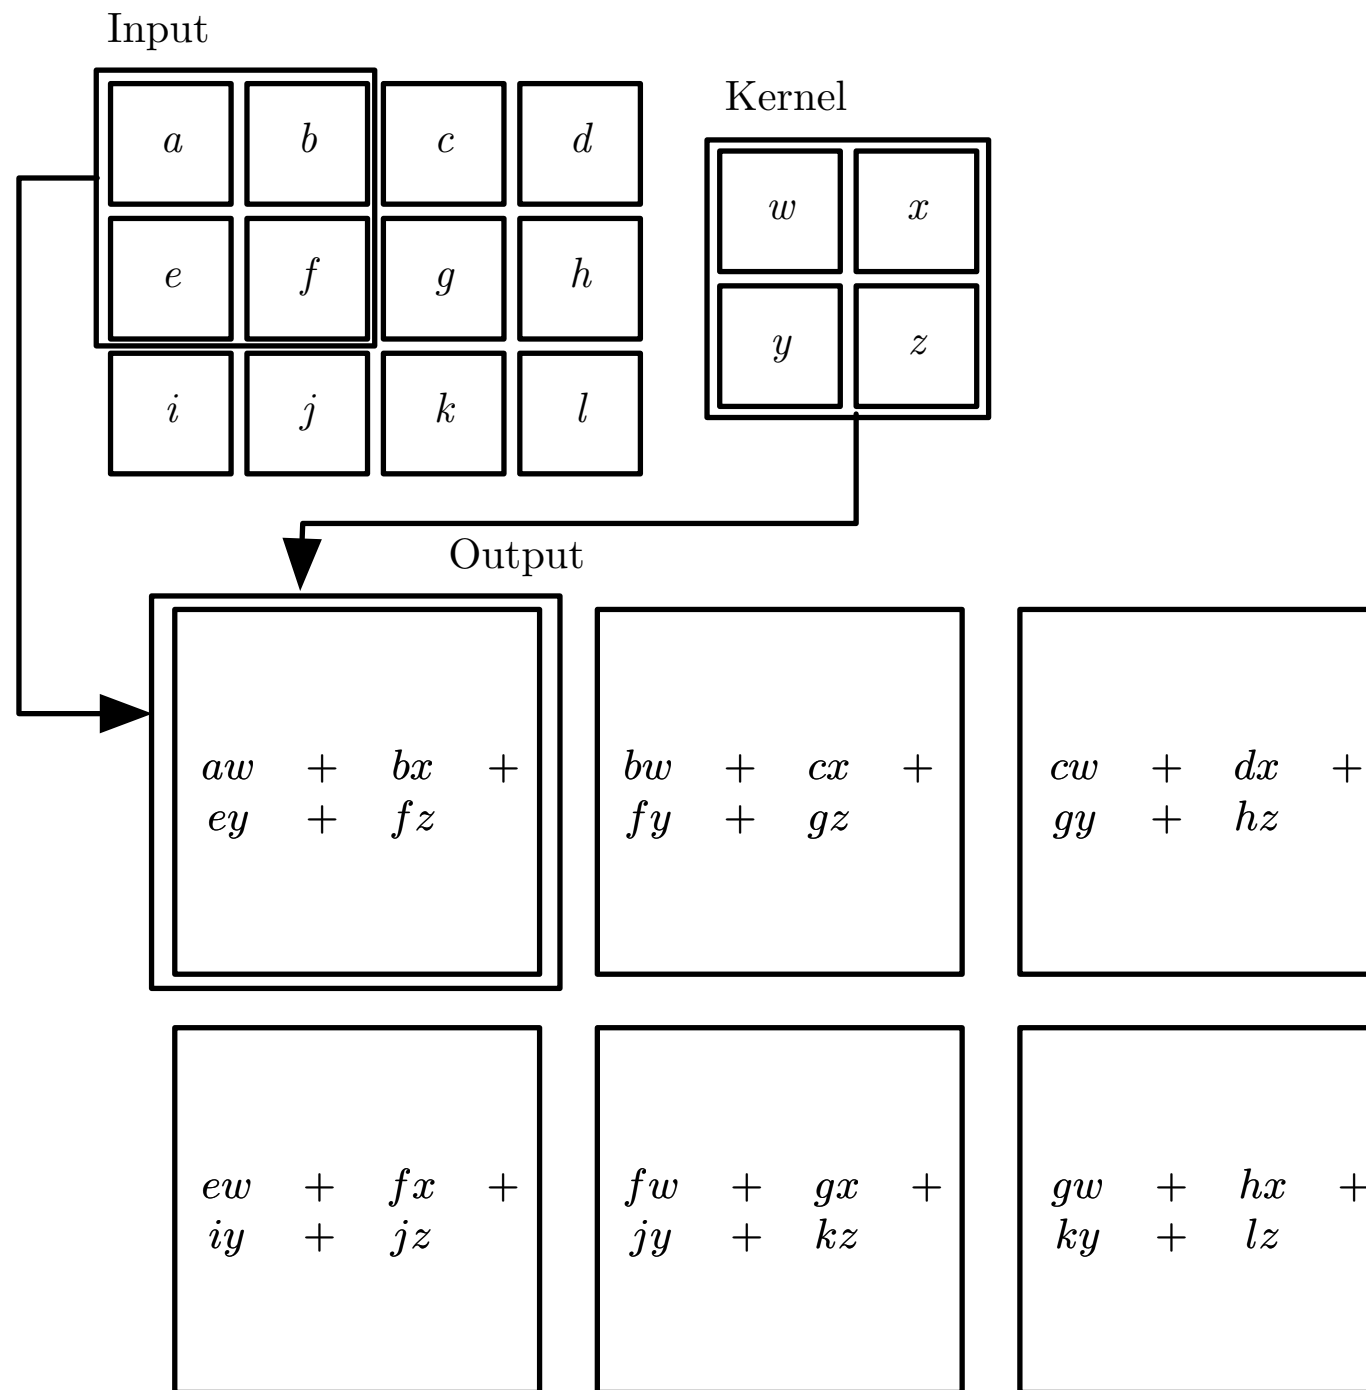 Input
Kernel
a b c d
w x
e f g h
y z
i j k l
Output
aw + bx +
ey + fz
bw + cx +
fy + gz
cw + dx +
gy + hz
ew + fx +
iy + jz
fw + gx +
jy + kz
gw + hx +
ky + lz